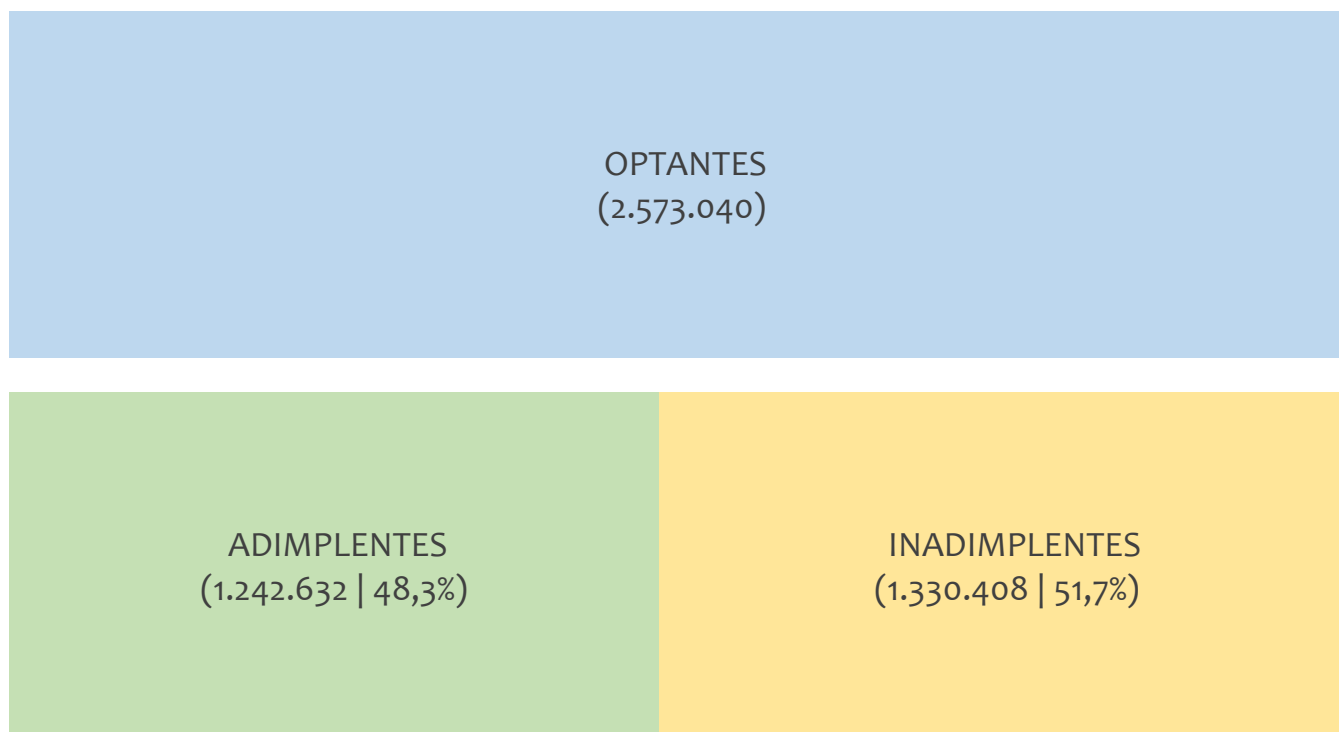 OPTANTES
(2.573.040)
ADIMPLENTES
(1.242.632 | 48,3%)
INADIMPLENTES
(1.330.408 | 51,7%)